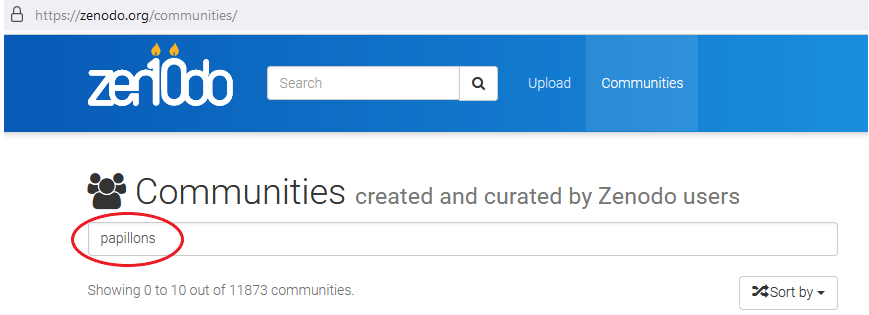 https://zenodo.org/communities/
zen10do
Search
Upload
Communities
Communities created and curated by Zenodo users
papillons
Showing 0 to 10 out of 11873 communities.
Sort by